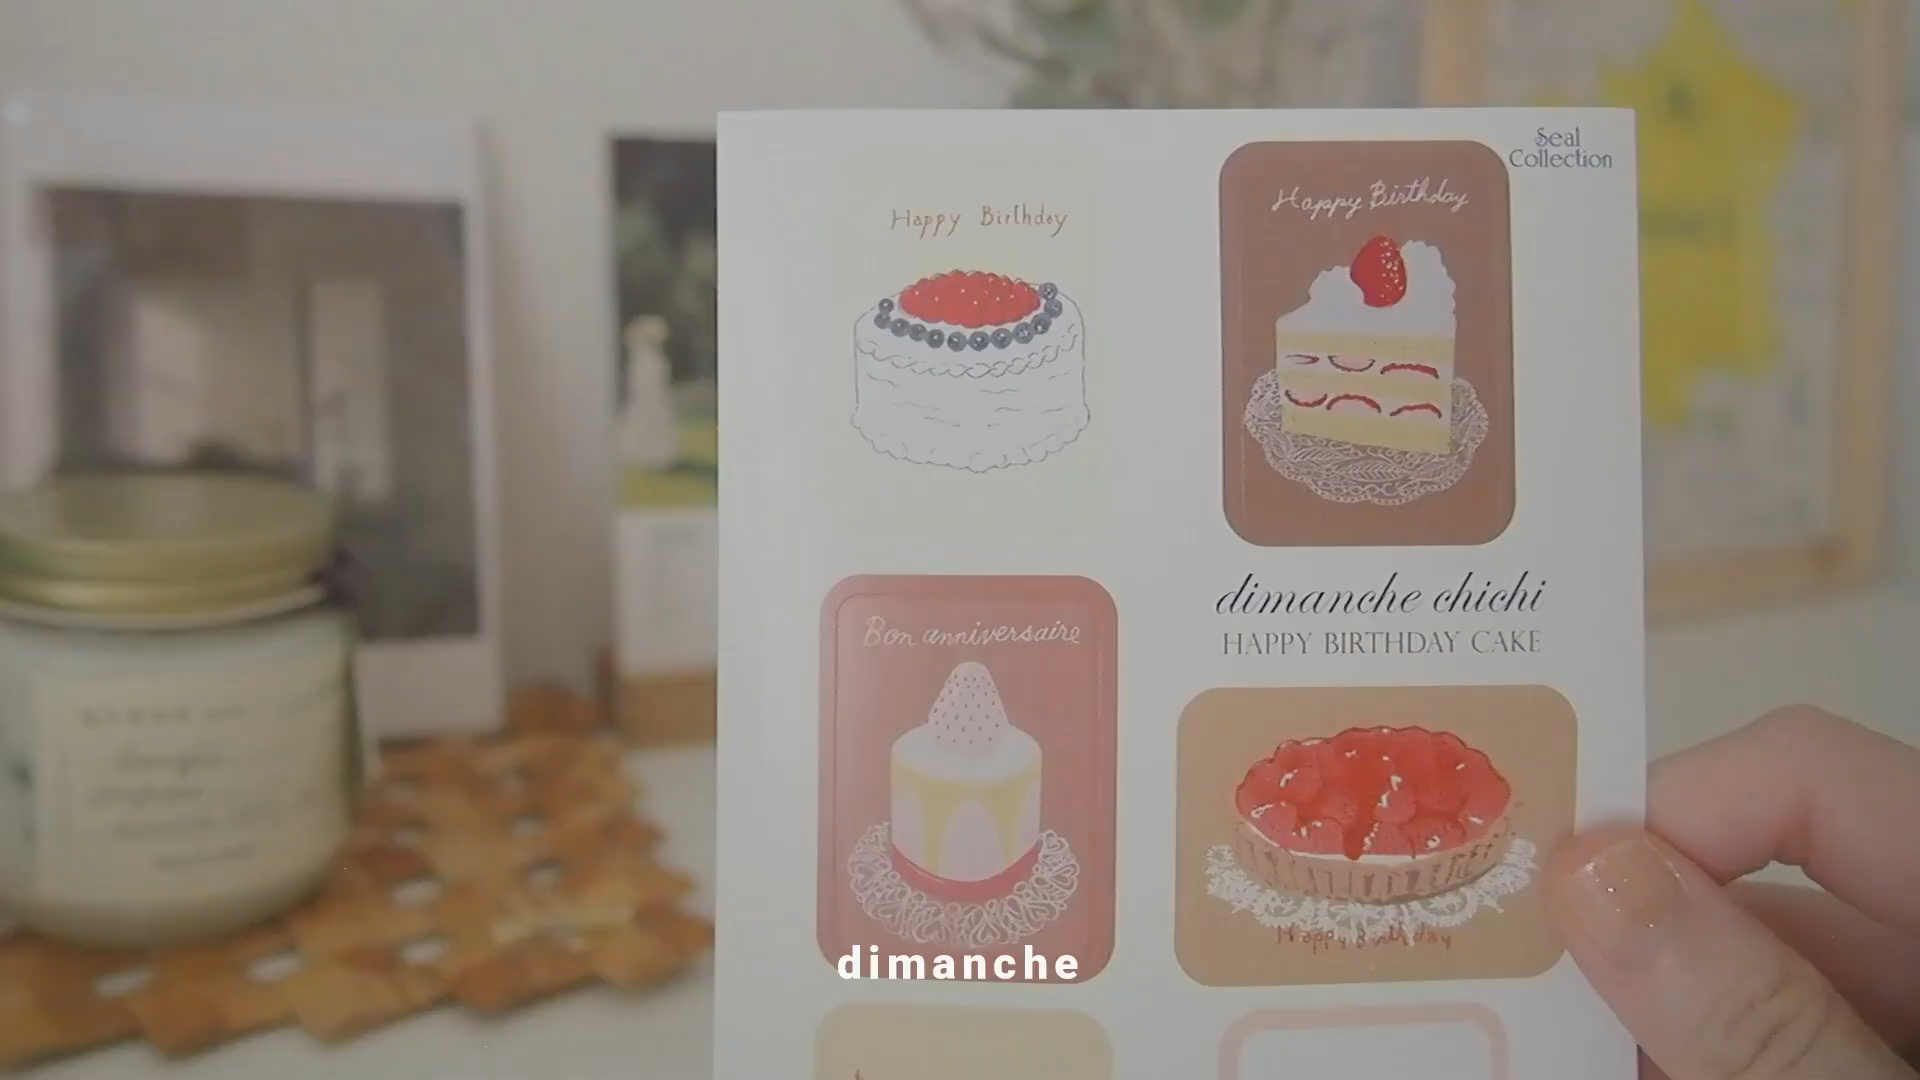 Seal
Collection
Happy Birthday
Happy Birthday
dimanche chichi
HAPPY BIRTHDAY CAKE
Bon anniversaire
Happy Birthday
dimanche